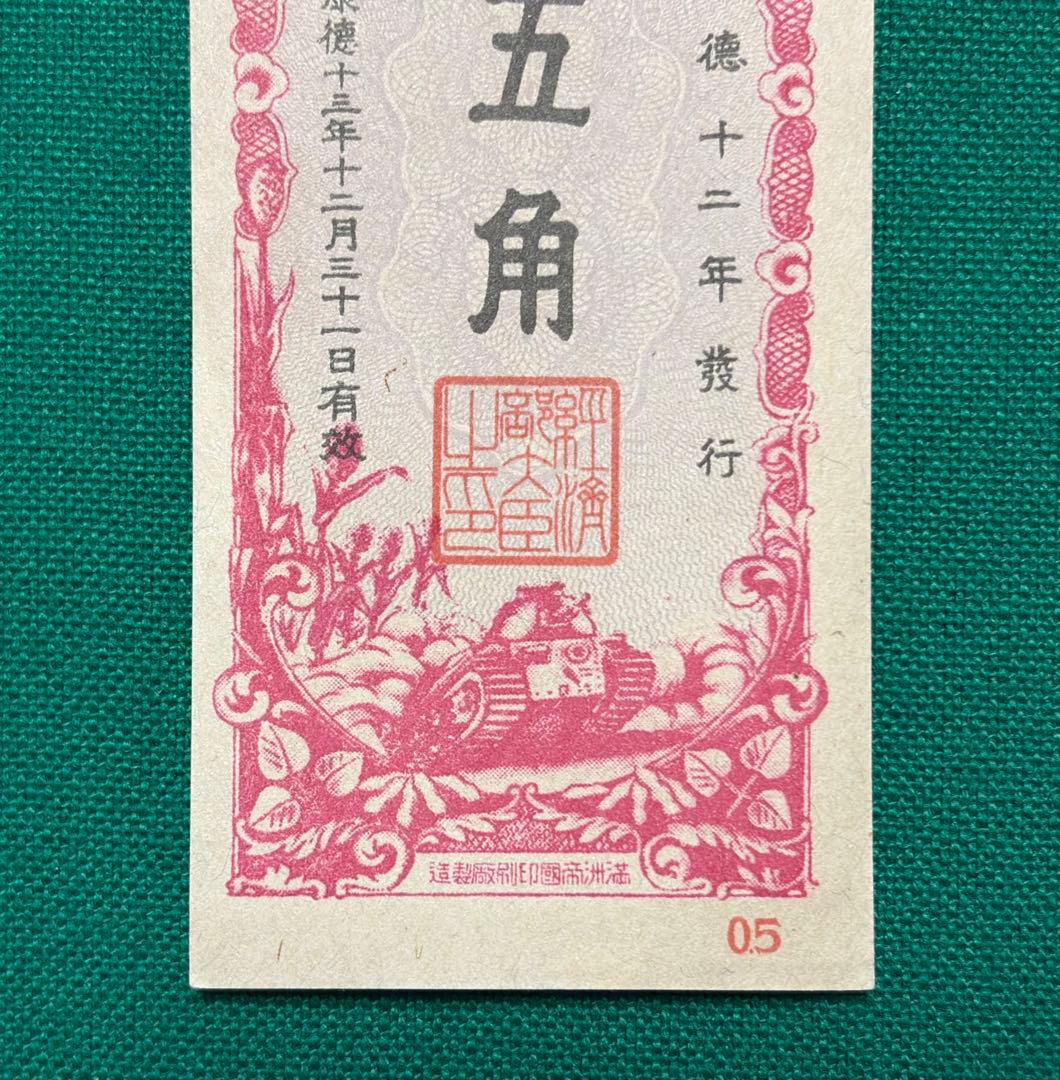 德十二年發行
五角
康德十三年十二月三十一日有效
經濟部大臣之印
滿洲帝國印刷廠製造
05